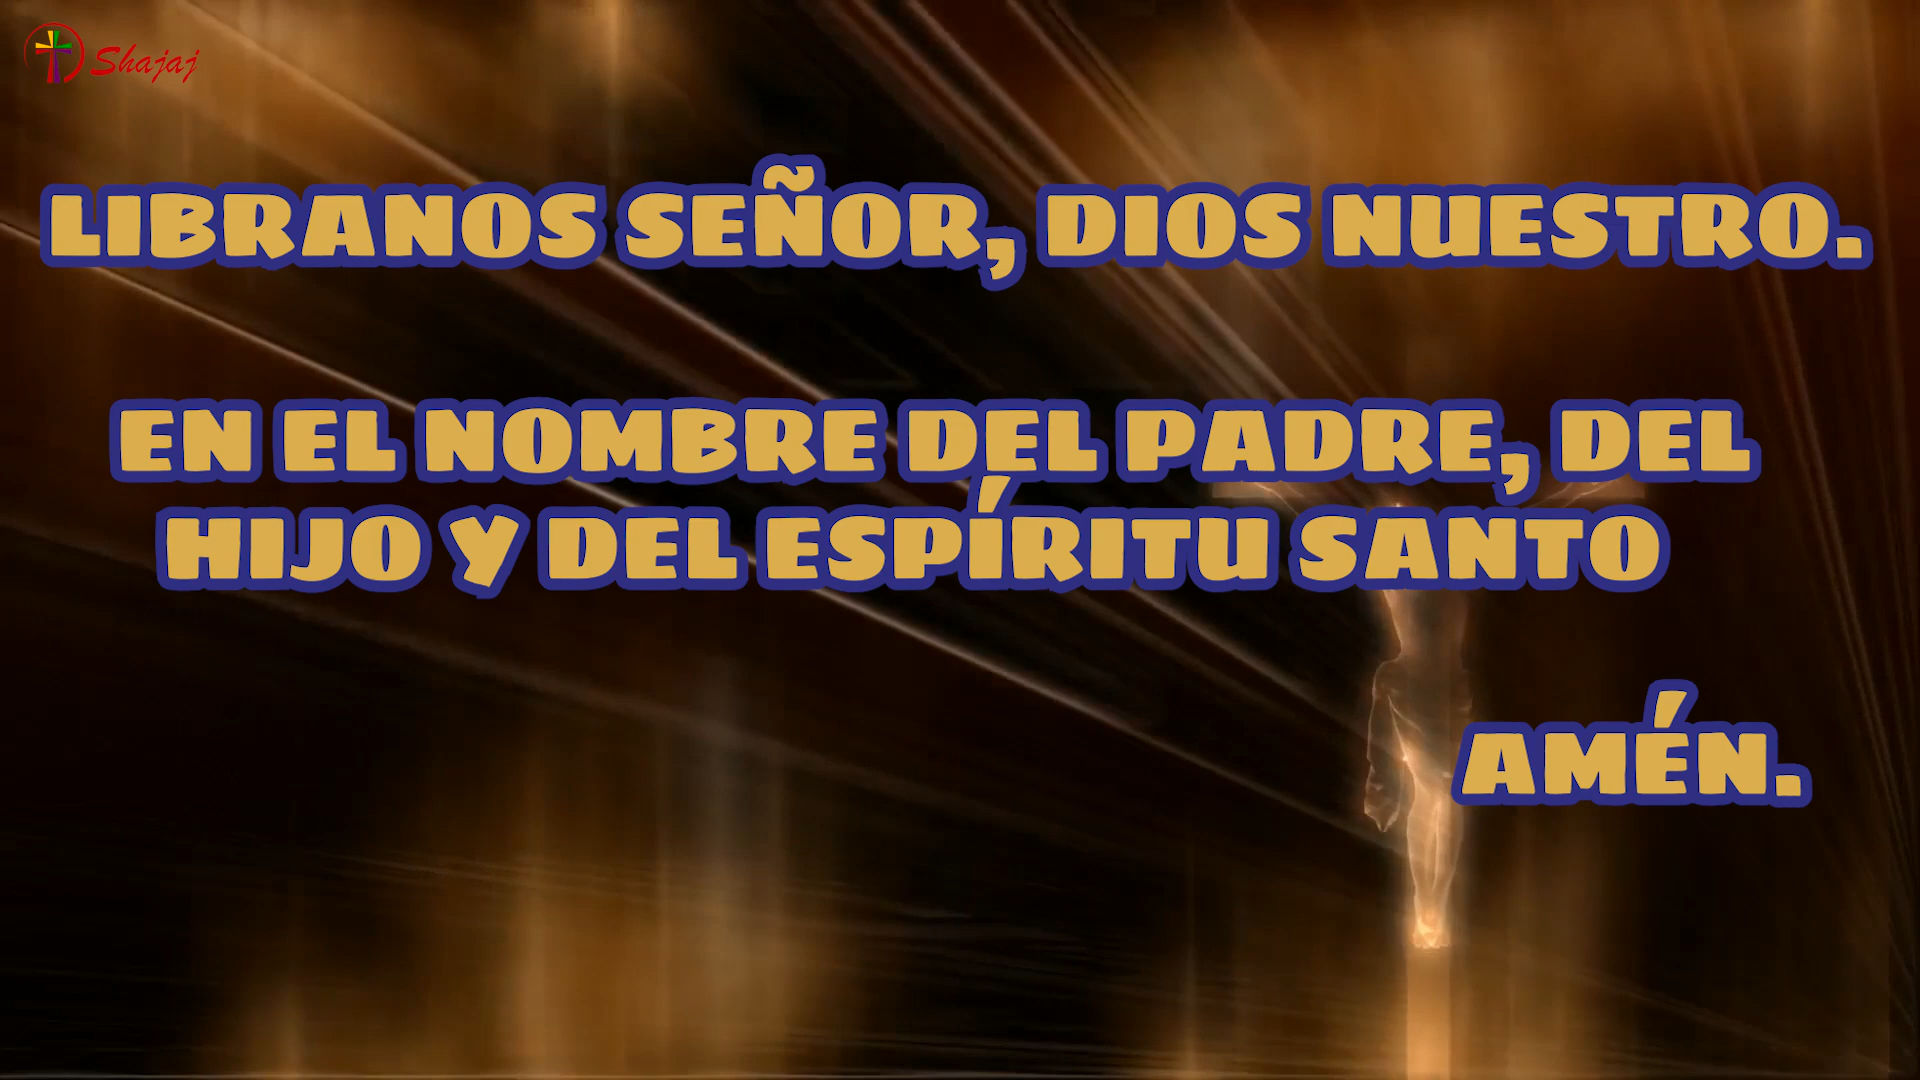 Shajaj
LIBRANOS SEÑOR, DIOS NUESTRO.
EN EL NOMBRE DEL PADRE, DEL
HIJO Y DEL ESPÍRITU SANTO
AMÉN.